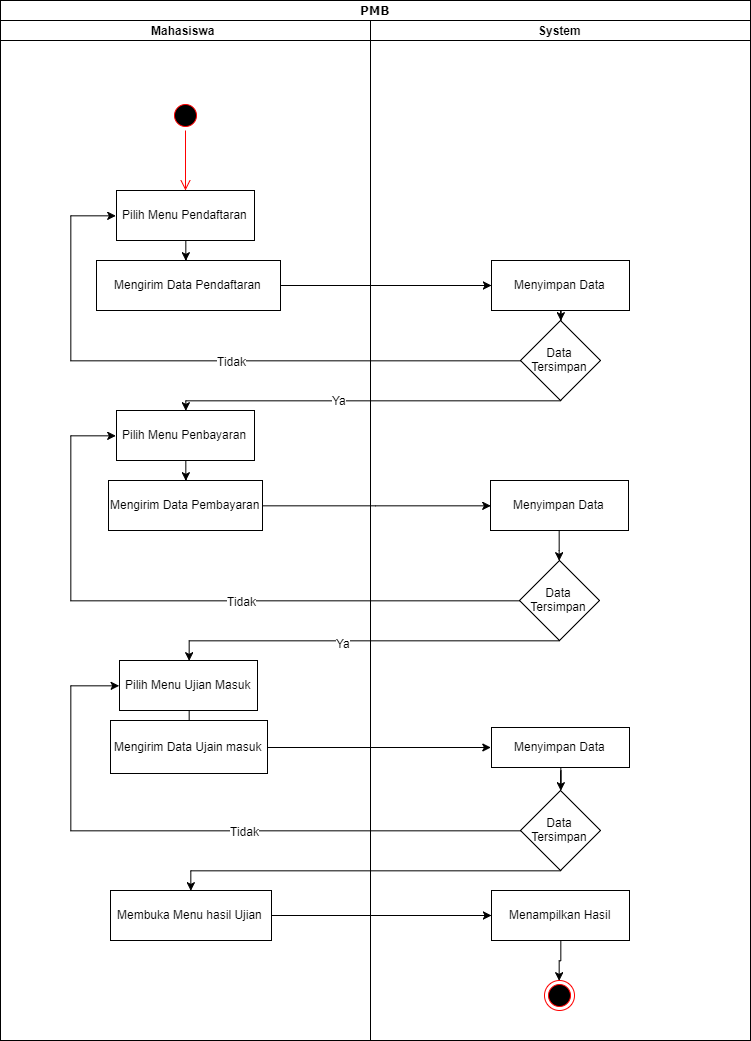 PMB
Mahasiswa
System
Pilih Menu Pendaftaran
Mengirim Data Pendaftaran
Menyimpan Data
Data
Tersimpan
Tidak
Ya
Pilih Menu Penbayaran
Mengirim Data Pembayaran
Menyimpan Data
Data
Tersimpan
Tidak
Ya
Pilih Menu Ujian Masuk
Mengirim Data Ujain masuk
Menyimpan Data
Data
Tersimpan
Tidak
Membuka Menu hasil Ujian
Menampilkan Hasil